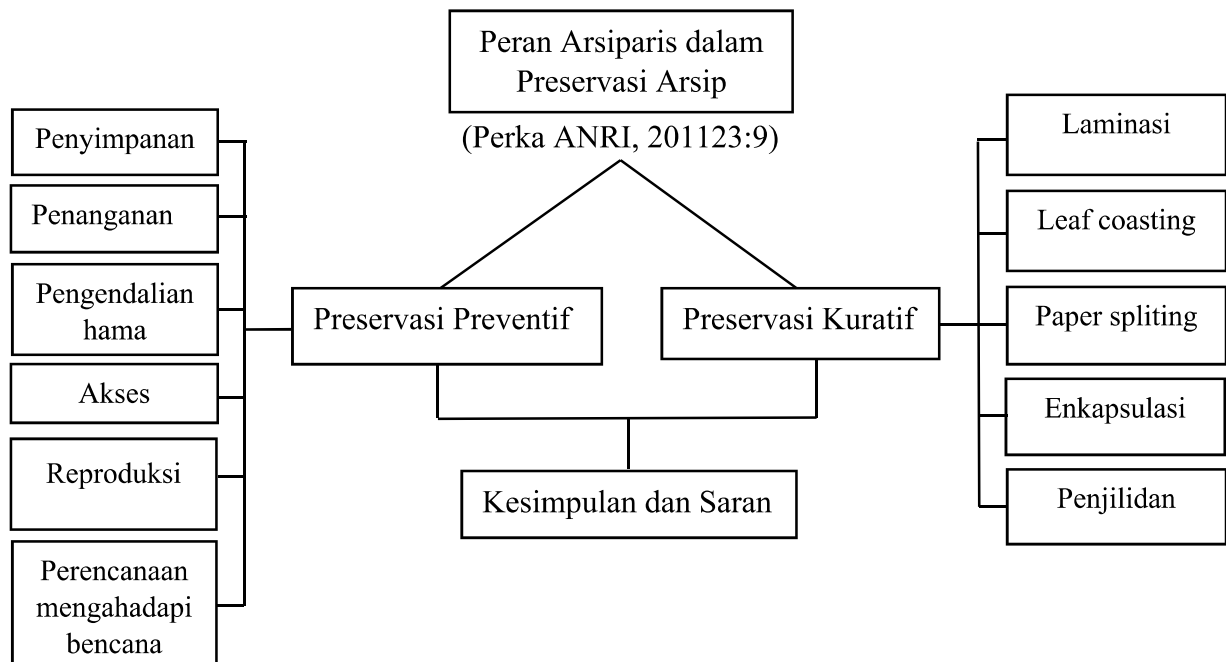 Peran Arsiparis dalam
Preservasi Arsip
(Perka ANRI, 201123:9)
Penyimpanan
Penanganan
Pengendalian
hama
Akses
Reproduksi
Perencanaan
mengahadapi
bencana
Preservasi Preventif
Preservasi Kuratif
Kesimpulan dan Saran
Laminasi
Leaf coasting
Paper spliting
Enkapsulasi
Penjilidan